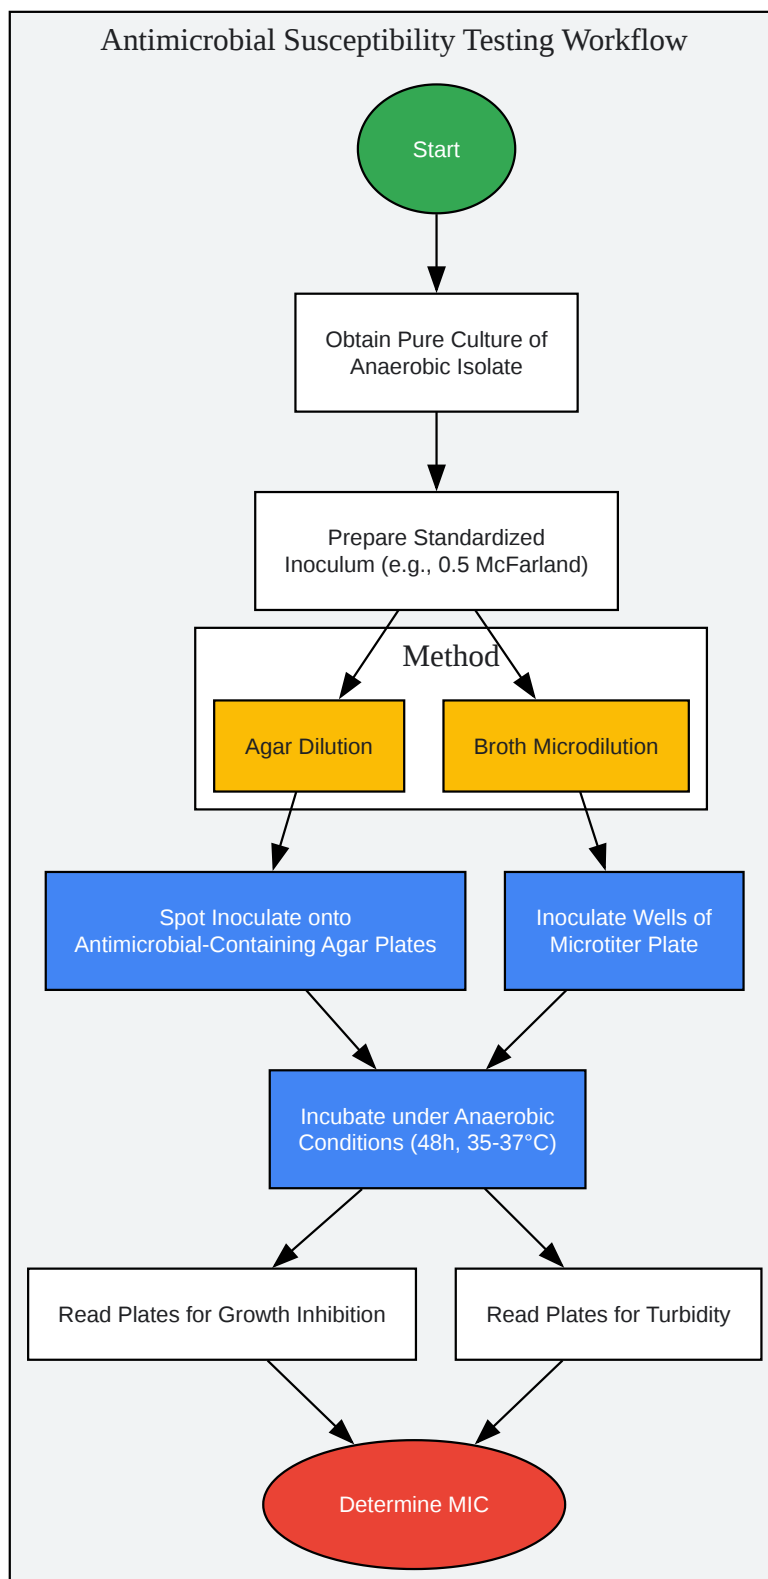 Antimicrobial Susceptibility Testing Workflow
Start
Obtain Pure Culture of
Anaerobic Isolate
Prepare Standardized
Inoculum (e.g., 0.5 McFarland)
Method
Agar Dilution
Broth Microdilution
Spot Inoculate onto
Antimicrobial-Containing Agar Plates
Inoculate Wells of
Microtiter Plate
Incubate under Anaerobic
Conditions (48h, 35-37°C)
Read Plates for Growth Inhibition
Read Plates for Turbidity
Determine MIC